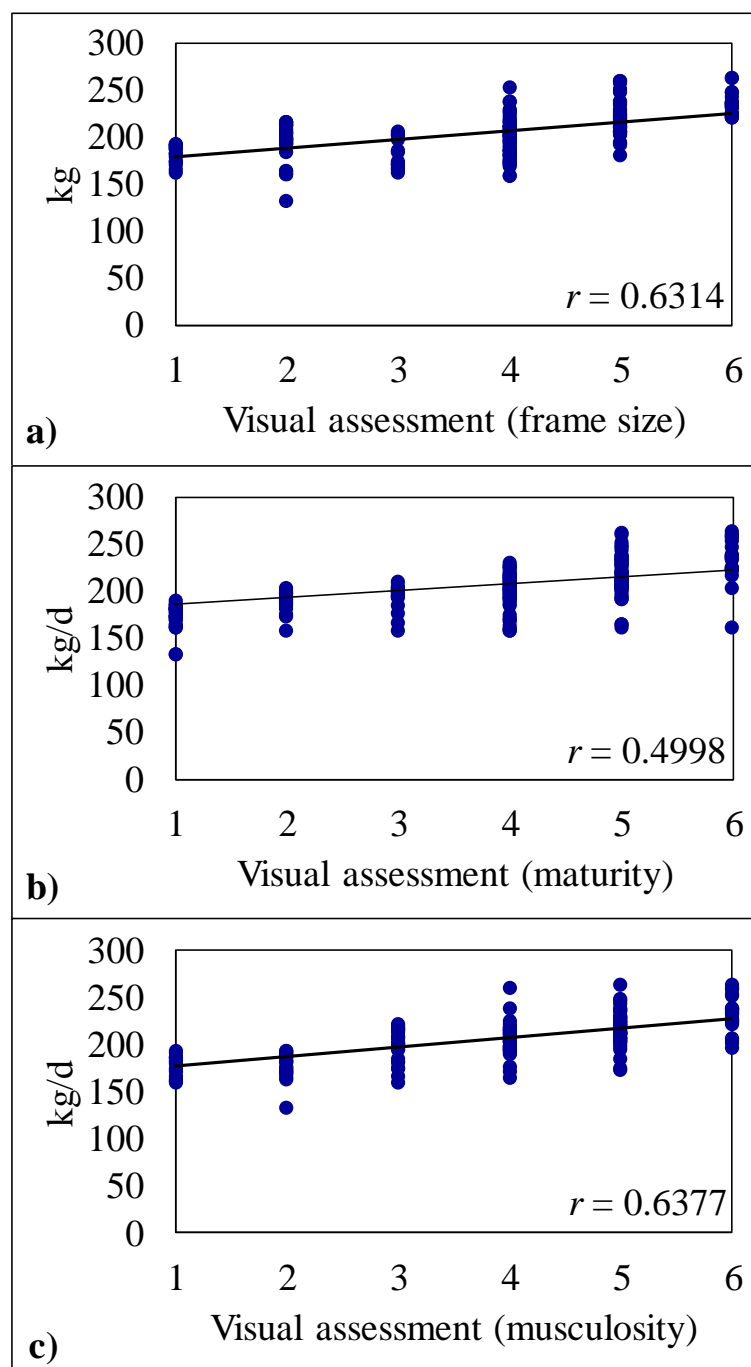 300
250
200
150
100
50
0
kg
r = 0.6314
1 2 3 4 5 6
Visual assessment (frame size)
a)
300
250
200
150
100
50
0
kg/d
r = 0.4998
1 2 3 4 5 6
Visual assessment (maturity)
b)
300
250
200
150
100
50
0
kg/d
r = 0.6377
1 2 3 4 5 6
Visual assessment (musculosity)
c)